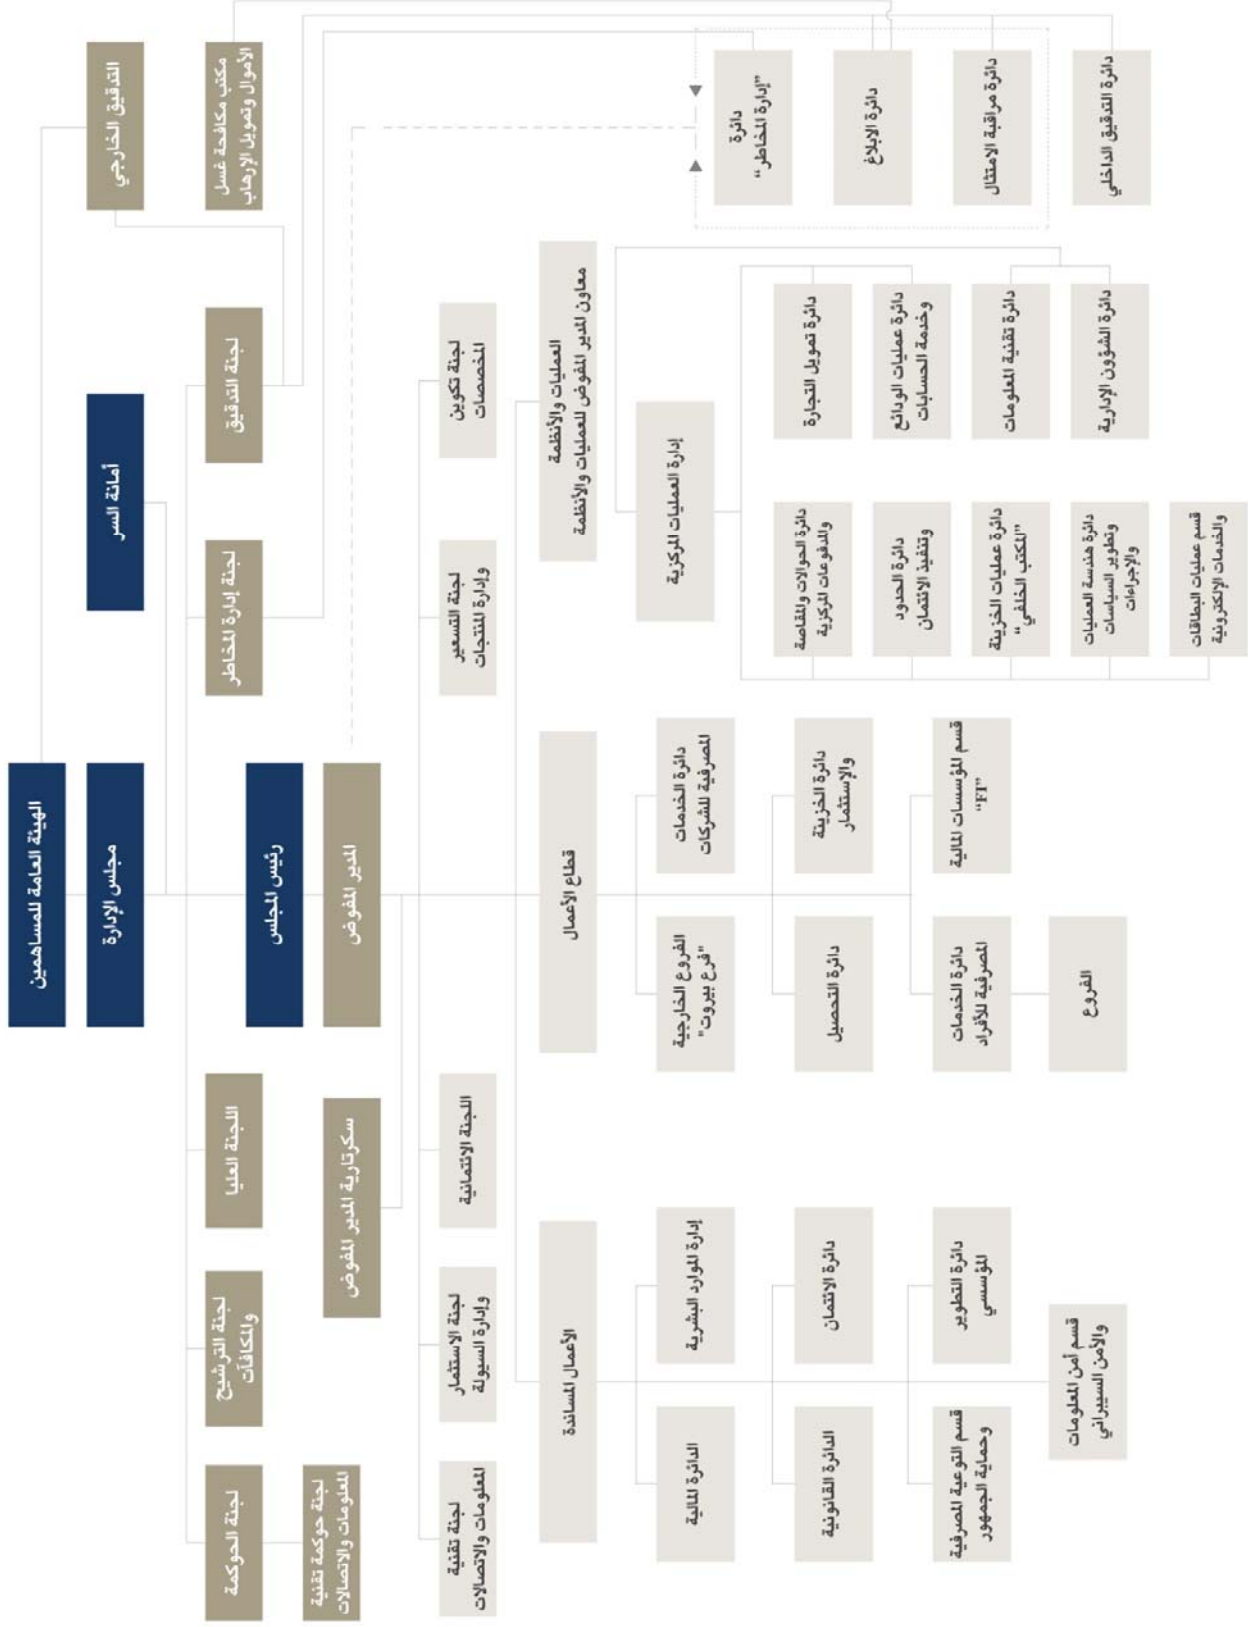 الهيئة العامة للمساهمين
التدقيق الخارجي
أمانة السر
مجلس الإدارة
مكتب مكافحة غسل
الأموال وتمويل الإرهاب
لجنة التدقيق
لجنة إدارة المخاطر
اللجنة العليا
لجنة الترشيح
والمكافآت
لجنة الحوكمة
رئيس المجلس
لجنة حوكمة تقنية
المعلومات والاتصالات
المدير المفوض
سكرتارية المدير المفوض
لجنة تكوين
المخصصات
لجنة التسعير
وإدارة المنتجات
اللجنة الائتمانية
لجنة الاستثمار
وإدارة السيولة
لجنة تقنية
المعلومات والاتصالات
العمليات والأنظمة
معاون المدير المفوض للعمليات والأنظمة
قطاع الأعمال
الأعمال المساندة
دائرة
"إدارة المخاطر"
دائرة الابلاغ
دائرة مراقبة الامتثال
دائرة التدقيق الداخلي
إدارة العمليات المركزية
دائرة تمويل التجارة
دائرة عمليات الودائع
وخدمة الحسابات
دائرة تقنية المعلومات
دائرة الشؤون الإدارية
دائرة الحوالات والمقاصة
والمدفوعات المركزية
دائرة الحدود
وتنفيذ الائتمان
دائرة عمليات الخزينة
"المكتب الخلفي"
دائرة هندسة العمليات
وتطوير السياسات
والإجراءات
قسم عمليات البطاقات
والخدمات الإلكترونية
دائرة الخدمات
المصرفية للشركات
الفروع الخارجية
"فرع بيروت"
دائرة الخزينة
والإستثمار
دائرة التحصيل
قسم المؤسسات المالية
"FI"
دائرة الخدمات
المصرفية للأفراد
الفروع
إدارة الموارد البشرية
الدائرة المالية
دائرة الائتمان
الدائرة القانونية
دائرة التطوير
المؤسسي
قسم التوعية المصرفية
وحماية الجمهور
قسم أمن المعلومات
والأمن السيبراني